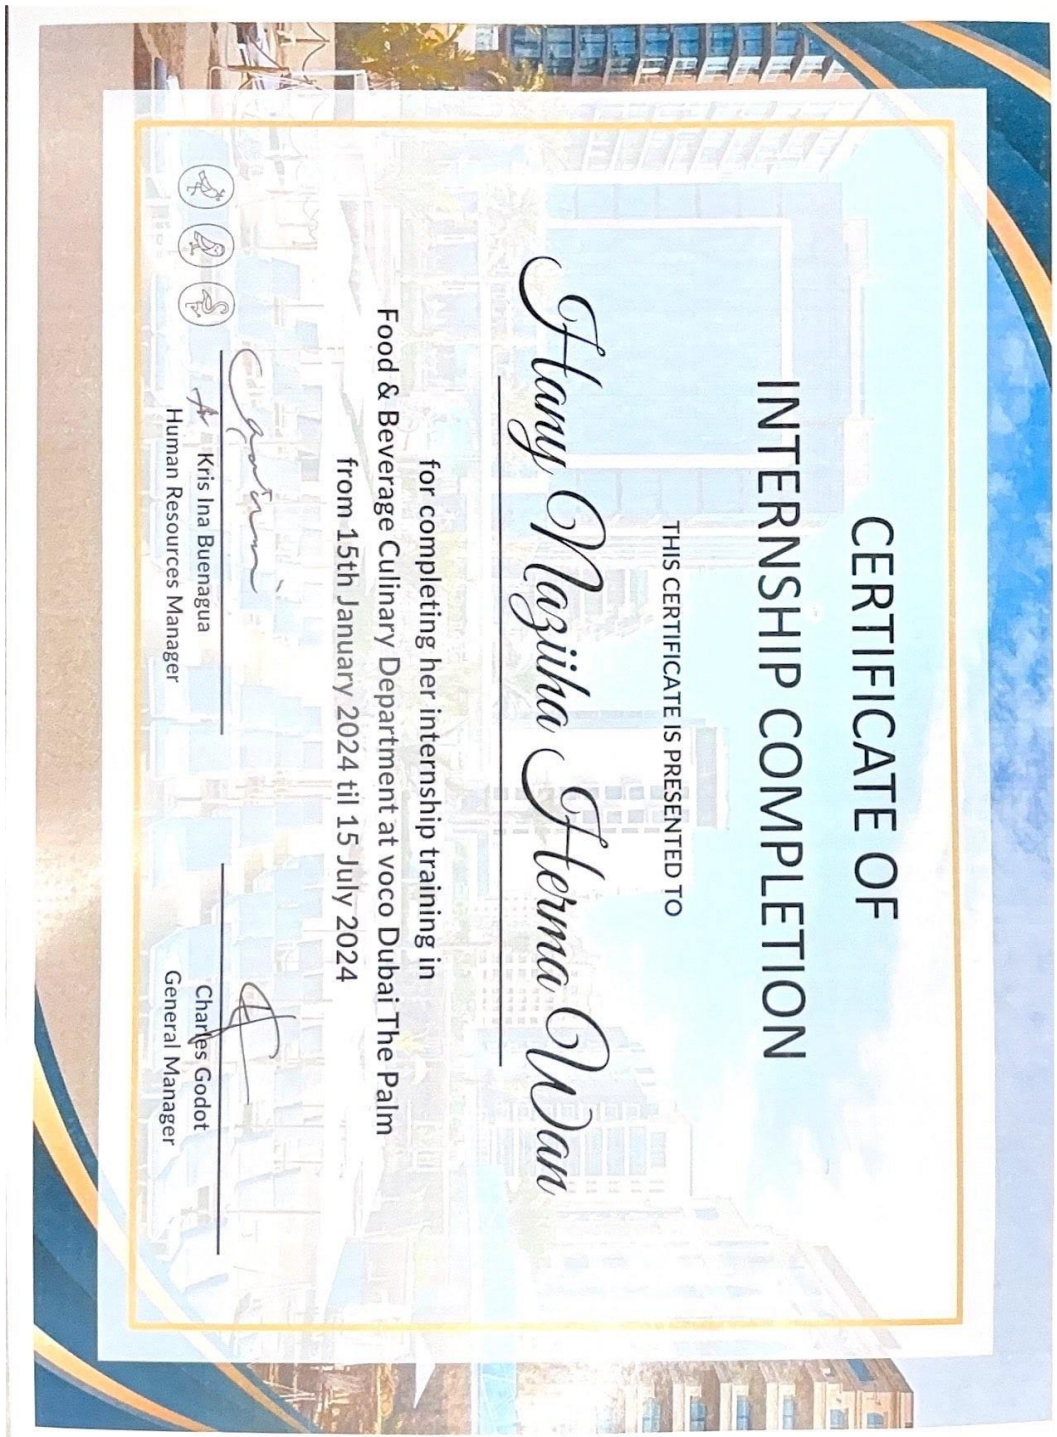 CERTIFICATE OF
INTERNSHIP COMPLETION
THIS CERTIFICATE IS PRESENTED TO
Hany Naziiha Herma Wan
for completing her internship training in
Food & Beverage Culinary Department at voco Dubai The Palm
from 15th January 2024 til 15 July 2024
Kris Ina Buenagua
Human Resources Manager
Charles Godot
General Manager